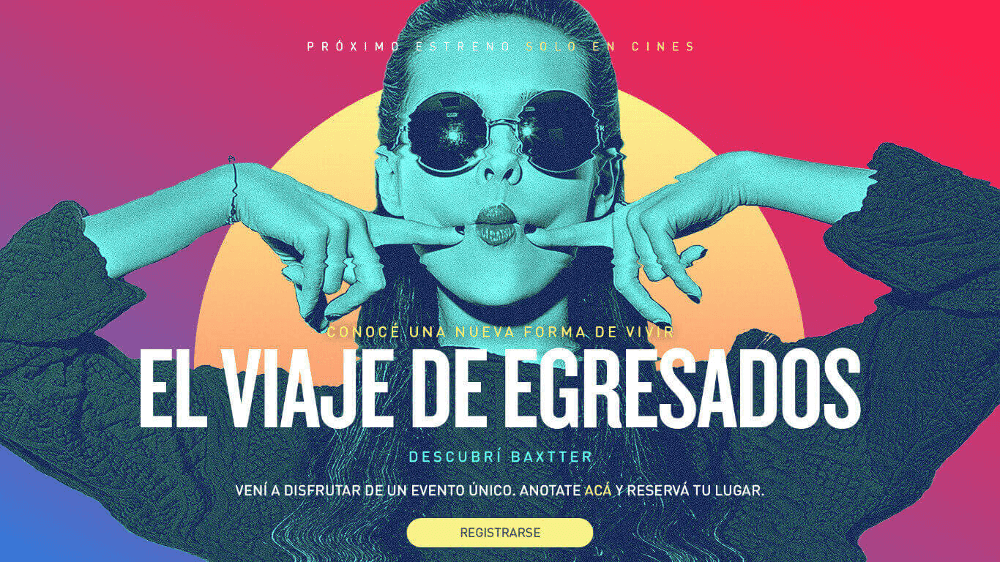 PRÓXIMO ESTRENO SOLO EN CINES
CONOCÉ UNA NUEVA FORMA DE VIVIR
EL VIAJE DE EGRESADOS
DESCUBRÍ BAXTTER
VENÍ A DISFRUTAR DE UN EVENTO ÚNICO. ANOTATE ACÁ Y RESERVÁ TU LUGAR.
REGISTRARSE